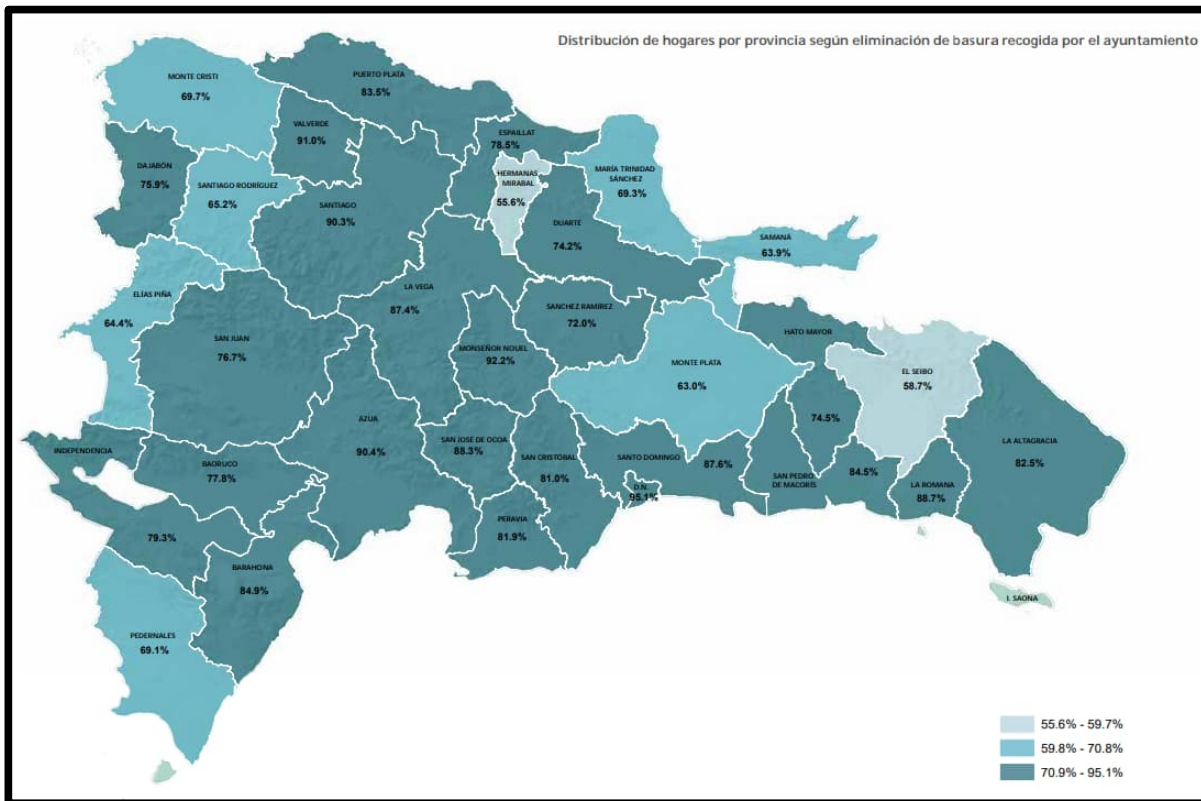 Distribución de hogares por provincia según eliminación de basura recogida por el ayuntamiento
MONTE CRISTI
69.7%
PUERTO PLATA
83.5%
VALVERDE
91.0%
ESPAILLAT
78.5%
DAJABÓN
75.9%
SANTIAGO RODRÍGUEZ
65.2%
SANTIAGO
90.3%
HERMANAS
MIRABAL
55.6%
MARÍA TRINIDAD
SÁNCHEZ
69.3%
DUARTE
74.2%
SAMANÁ
63.9%
ELÍAS PIÑA
64.4%
LA VEGA
87.4%
SANCHEZ RAMÍREZ
72.0%
SAN JUAN
76.7%
MONSEÑOR NOUEL
92.2%
MONTE PLATA
63.0%
HATO MAYOR
74.5%
EL SEIBO
58.7%
AZUA
90.4%
SAN JOSÉ DE OCOA
88.3%
SAN CRISTÓBAL
81.0%
SANTO DOMINGO
87.6%
D.N.
95.1%
SAN PEDRO
DE MACORÍS
84.5%
LA ROMANA
88.7%
LA ALTAGRACIA
82.5%
INDEPENDENCIA
79.3%
BAORUCO
77.8%
PERAVIA
81.9%
BARAHONA
84.9%
PEDERNALES
69.1%
I. SAONA
55.6% - 59.7%
59.8% - 70.8%
70.9% - 95.1%